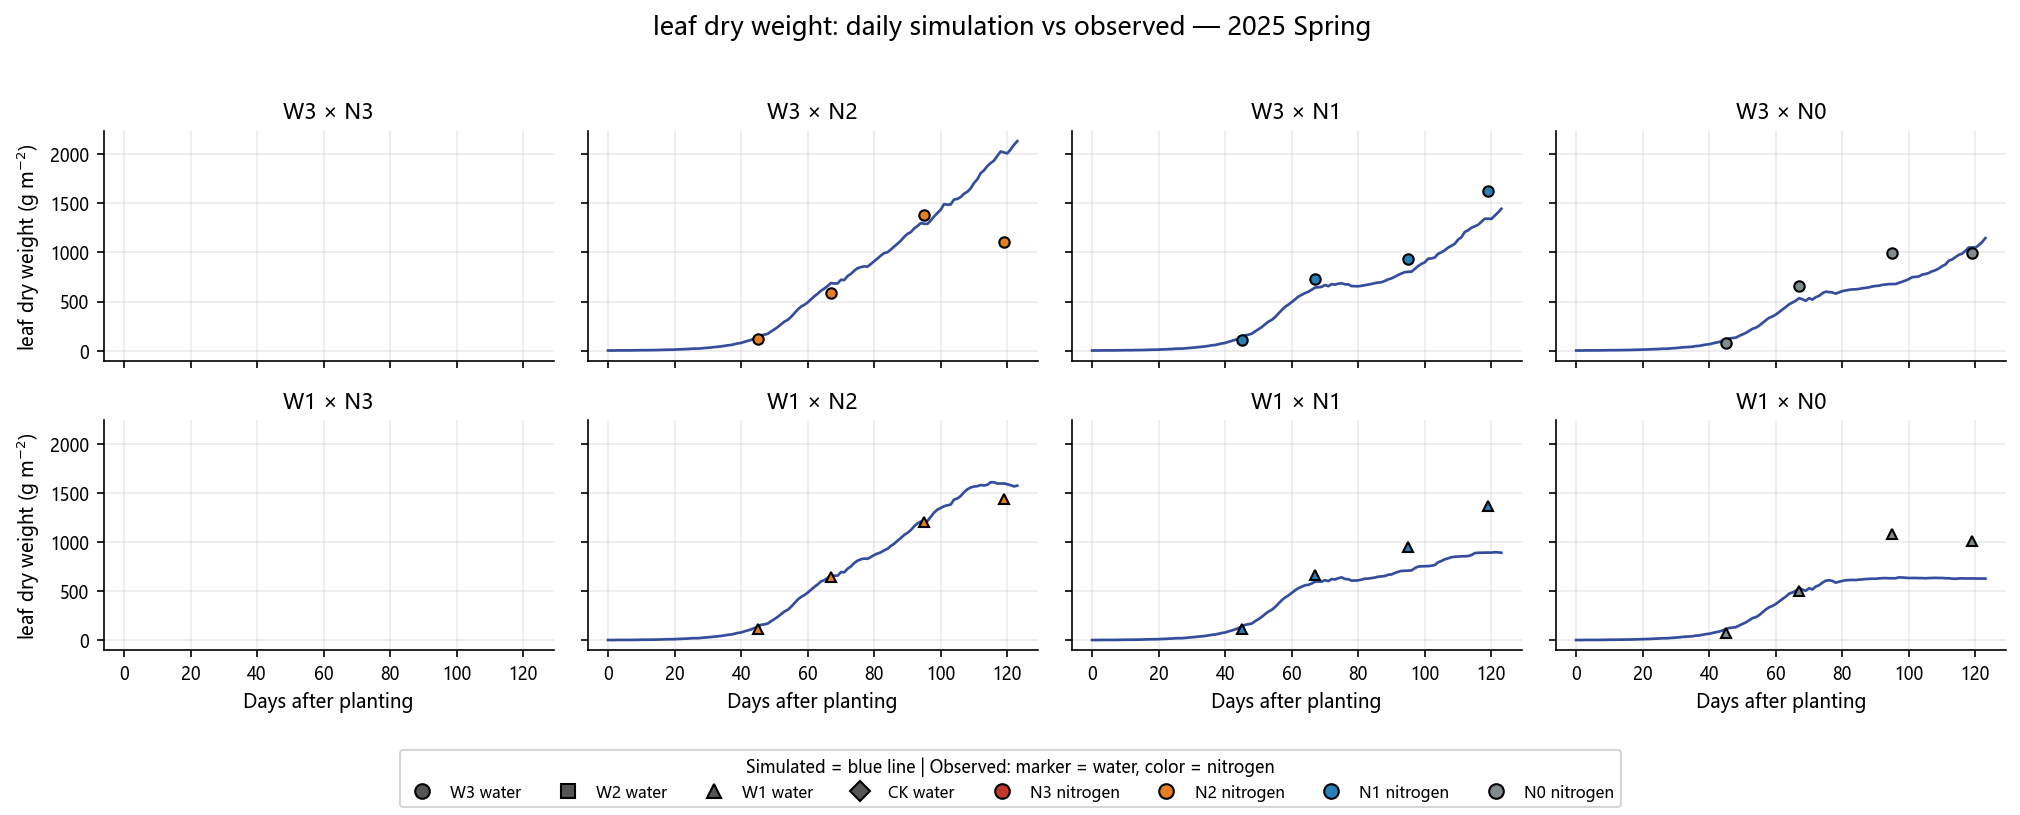 leaf dry weight: daily simulation vs observed — 2025 Spring
W3 × N3
W3 × N2
W3 × N1
W3 × N0
leaf dry weight (g m⁻²)
2000
1500
1000
500
0
W1 × N3
W1 × N2
W1 × N1
W1 × N0
leaf dry weight (g m⁻²)
2000
1500
1000
500
0
0 20 40 60 80 100 120
0 20 40 60 80 100 120
0 20 40 60 80 100 120
0 20 40 60 80 100 120
Days after planting
Days after planting
Days after planting
Days after planting
Simulated = blue line | Observed: marker = water, color = nitrogen
W3 water W2 water W1 water CK water N3 nitrogen N2 nitrogen N1 nitrogen N0 nitrogen